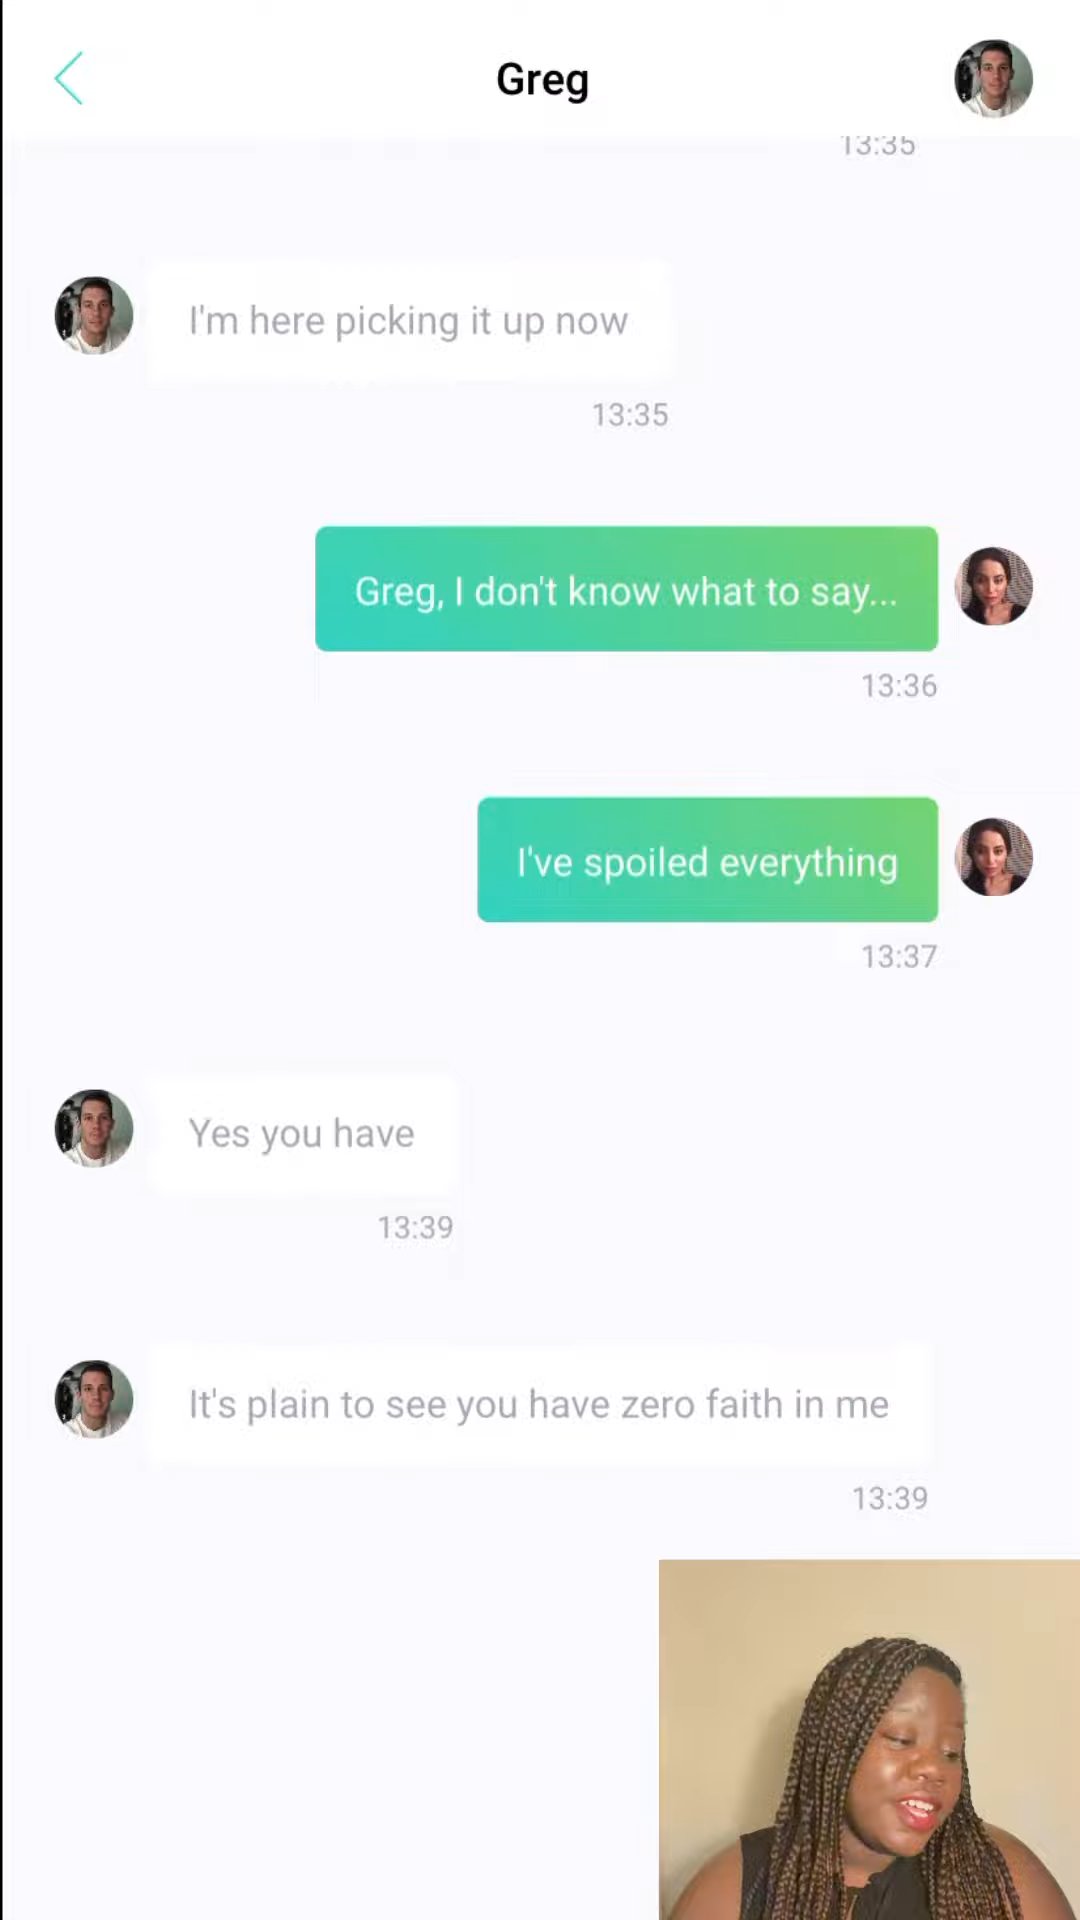 Greg
13:35
I'm here picking it up now
13:35
Greg, I don't know what to say...
13:36
I've spoiled everything
13:37
Yes you have
13:39
It's plain to see you have zero faith in me
13:39